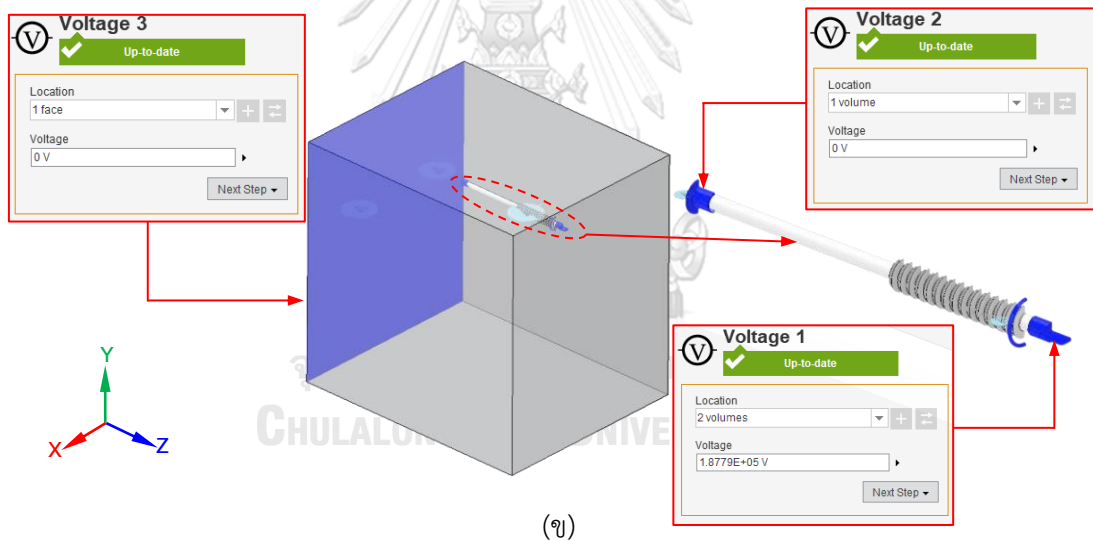 Voltage 3
Up-to-date
Location
1 face
Voltage
0 V
Next Step
Voltage 2
Up-to-date
Location
1 volume
Voltage
0 V
Next Step
Voltage 1
Up-to-date
Location
2 volumes
Voltage
1.8779E+05 V
Next Step
Y
X
Z
V
V
V
(ข)